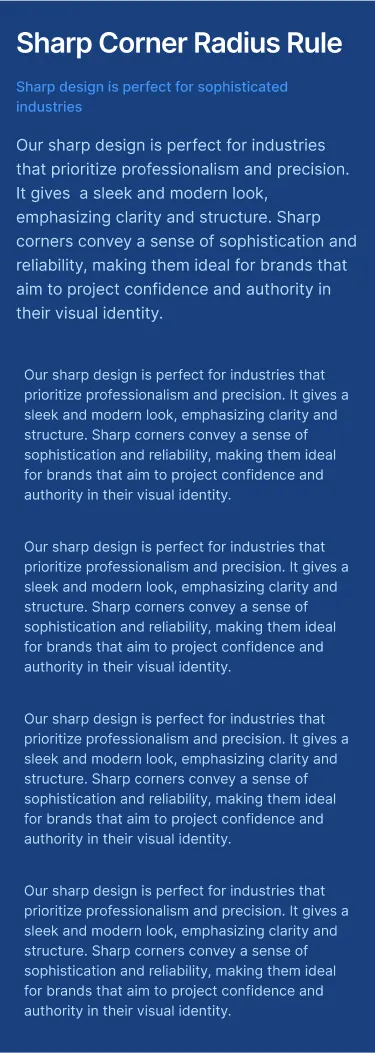 Sharp Corner Radius Rule
Sharp design is perfect for sophisticated
industries
Our sharp design is perfect for industries
that prioritize professionalism and precision.
It gives  a sleek and modern look,
emphasizing clarity and structure. Sharp
corners convey a sense of sophistication and
reliability, making them ideal for brands that
aim to project confidence and authority in
their visual identity.
Our sharp design is perfect for industries that
prioritize professionalism and precision. It gives a
sleek and modern look, emphasizing clarity and
structure. Sharp corners convey a sense of
sophistication and reliability, making them ideal
for brands that aim to project confidence and
authority in their visual identity.
Our sharp design is perfect for industries that
prioritize professionalism and precision. It gives a
sleek and modern look, emphasizing clarity and
structure. Sharp corners convey a sense of
sophistication and reliability, making them ideal
for brands that aim to project confidence and
authority in their visual identity.
Our sharp design is perfect for industries that
prioritize professionalism and precision. It gives a
sleek and modern look, emphasizing clarity and
structure. Sharp corners convey a sense of
sophistication and reliability, making them ideal
for brands that aim to project confidence and
authority in their visual identity.
Our sharp design is perfect for industries that
prioritize professionalism and precision. It gives a
sleek and modern look, emphasizing clarity and
structure. Sharp corners convey a sense of
sophistication and reliability, making them ideal
for brands that aim to project confidence and
authority in their visual identity.